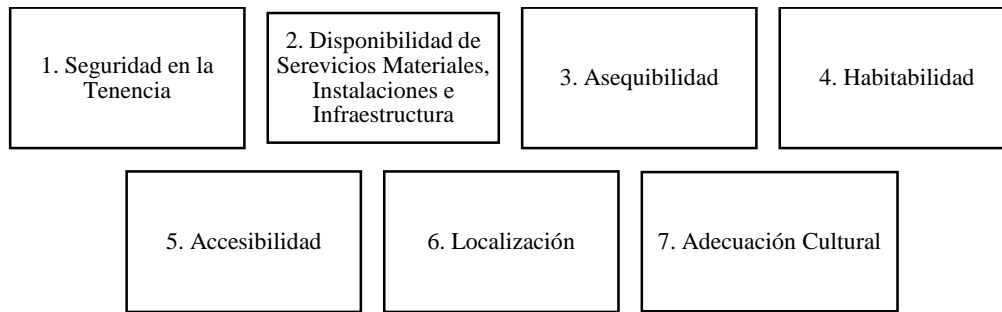 1. Seguridad en la
Tenencia
2. Disponibilidad de
Serevicios Materiales,
Instalaciones e
Infraestructura
3. Asequibilidad
4. Habitabilidad
5. Accesibilidad
6. Localización
7. Adecuación Cultural